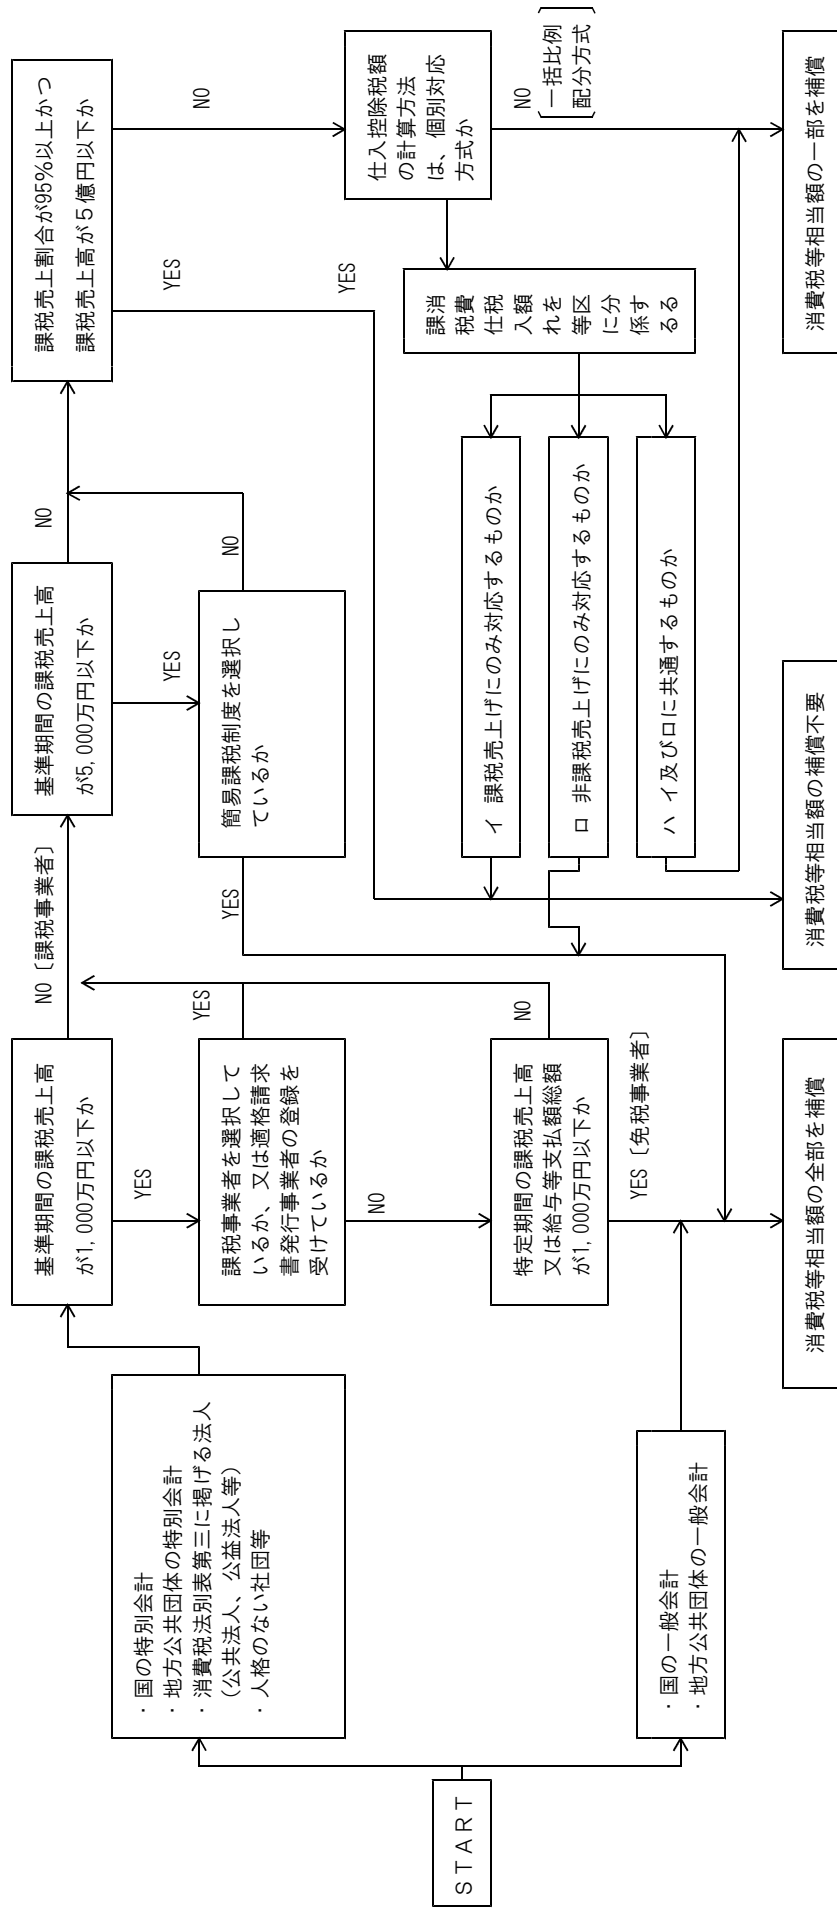 START
・国の特別会計
・地方公共団体の特別会計
・消費税法別表第三に掲げる法人
（公共法人、公益法人等）
・人格のない社団等
・国の一般会計
・地方公共団体の一般会計
基準期間の課税売上高
が1,000万円以下か
YES
NO〔課税事業者〕
課税事業者を選択して
いるか、又は適格請求
書発行事業者の登録を
受けているか
YES
NO
特定期間の課税売上高
又は給与等支払額総額
が1,000万円以下か
NO
YES〔免税事業者〕
基準期間の課税売上高
が5,000万円以下か
NO
YES
簡易課税制度を選択し
ているか
NO
YES
課税売上割合が95%以上かつ
課税売上高が５億円以下か
NO
YES
YES
仕入控除税額
の計算方法
は、個別対応
方式か
NO
一括比例
配分方式
課税仕入れ等に係る
消費税額を区分する
イ 課税売上げにのみ対応するものか
ロ 非課税売上げにのみ対応するものか
ハ イ及びロに共通するものか
消費税等相当額の全部を補償
消費税等相当額の補償不要
消費税等相当額の一部を補償